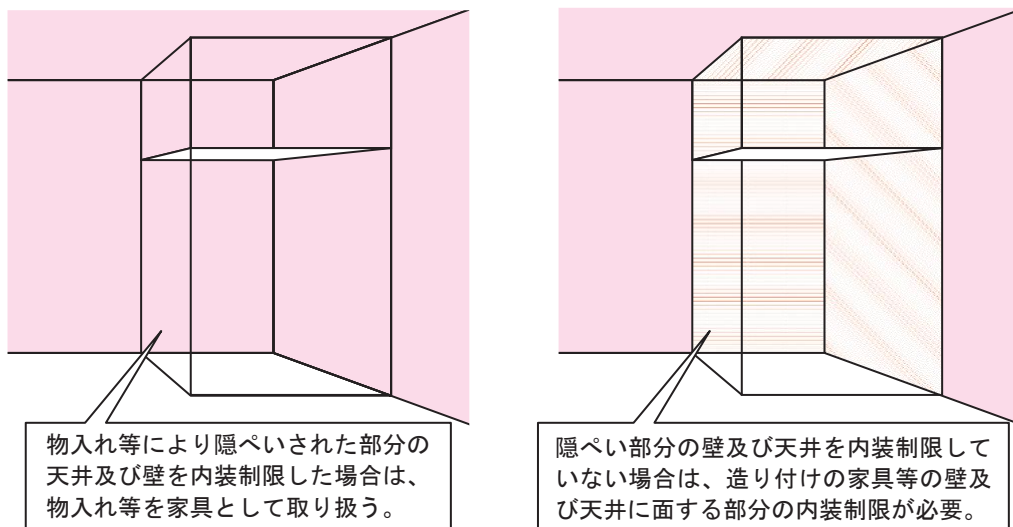 物入れ等により隠ぺいされた部分の
天井及び壁を内装制限した場合は、
物入れ等を家具として取り扱う。
隠ぺい部分の壁及び天井を内装制限して
いない場合は、造り付けの家具等の壁及
び天井に面する部分の内装制限が必要。